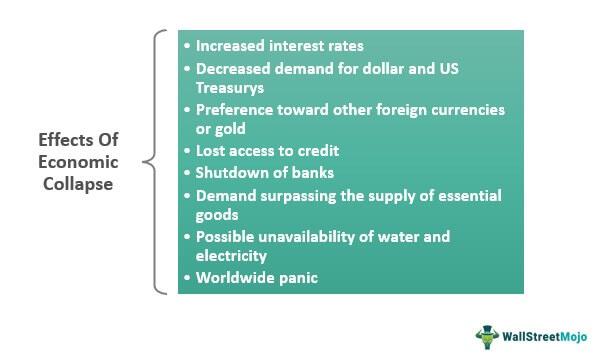 Effects Of
Economic
Collapse
• Increased interest rates
• Decreased demand for dollar and US
Treasurys
• Preference toward other foreign currencies
or gold
• Lost access to credit
• Shutdown of banks
• Demand surpassing the supply of essential
goods
• Possible unavailability of water and
electricity
• Worldwide panic
WallStreetMojo